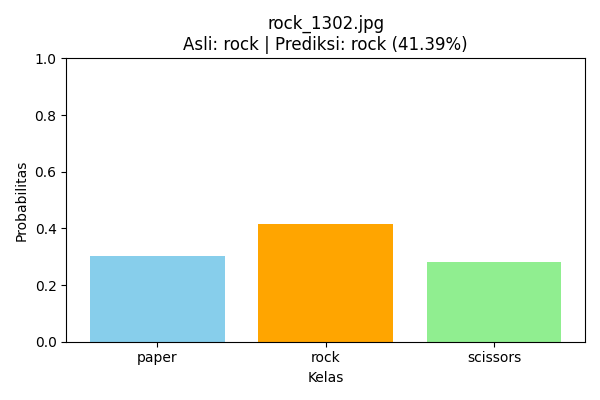 rock_1302.jpg
Asli: rock | Prediksi: rock (41.39%)
1.0
0.8
0.6
0.4
0.2
0.0
Probabilitas
paper
rock
scissors
Kelas